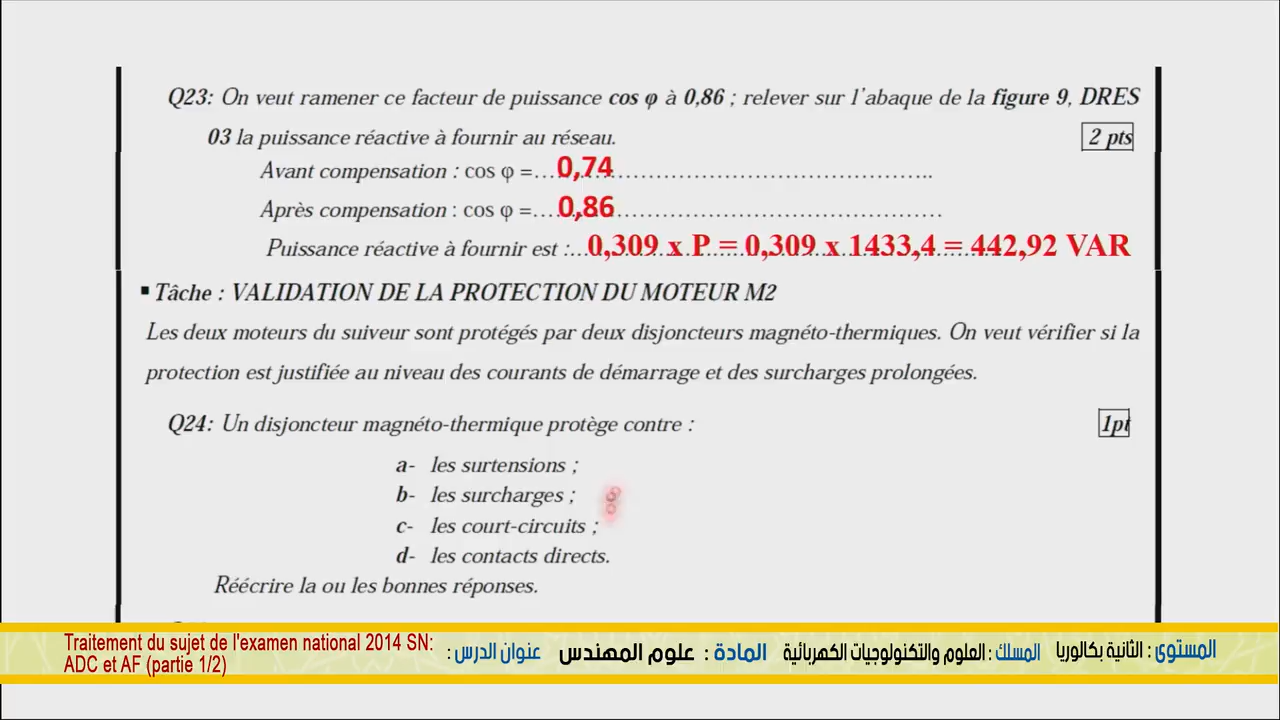 Q23: On veut ramener ce facteur de puissance cos φ à 0,86 ; relever sur l'abaque de la figure 9, DRES
03 la puissance réactive à fournir au réseau. 2 pts
Avant compensation : cos φ =….0,74……………………………………………..
Après compensation : cos φ =….0,86………………………………………………
Puissance réactive à fournir est :…0,309 x P = 0,309 x 1433,4 = 442,92 VAR
▪ Tâche : VALIDATION DE LA PROTECTION DU MOTEUR M2
Les deux moteurs du suiveur sont protégés par deux disjoncteurs magnéto-thermiques. On veut vérifier si la
protection est justifiée au niveau des courants de démarrage et des surcharges prolongées.
Q24: Un disjoncteur magnéto-thermique protège contre : 1pt
a- les surtensions ;
b- les surcharges ;
c- les court-circuits ;
d- les contacts directs.
Réécrire la ou les bonnes réponses.
المستوى : الثانية بكالوريا المسلك : العلوم والتكنولوجيات الكهربائية المادة : علوم المهندس عنوان الدرس :
Traitement du sujet de l'examen national 2014 SN:
ADC et AF (partie 1/2)